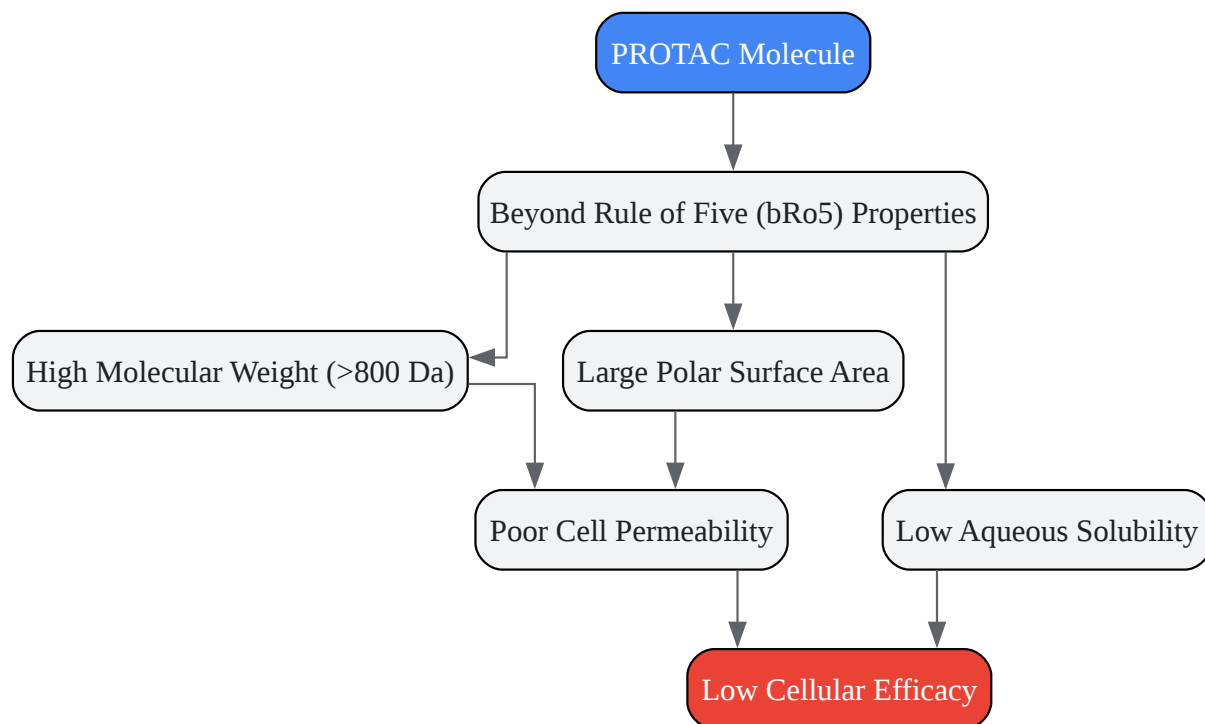 PROTAC Molecule
Beyond Rule of Five (bRo5) Properties
High Molecular Weight (>800 Da)
Large Polar Surface Area
Poor Cell Permeability
Low Aqueous Solubility
Low Cellular Efficacy